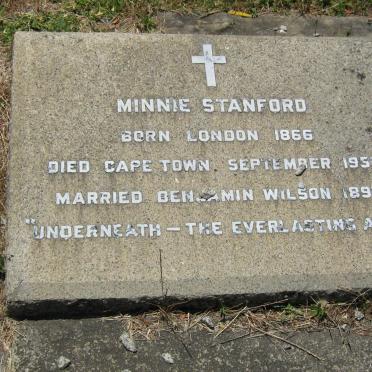 MINNIE STANFORD
BORN LONDON 1866
DIED CAPE TOWN, SEPTEMBER 195
MARRIED BENJAMIN WILSON 189
"UNDERNEATH – THE EVERLASTING A